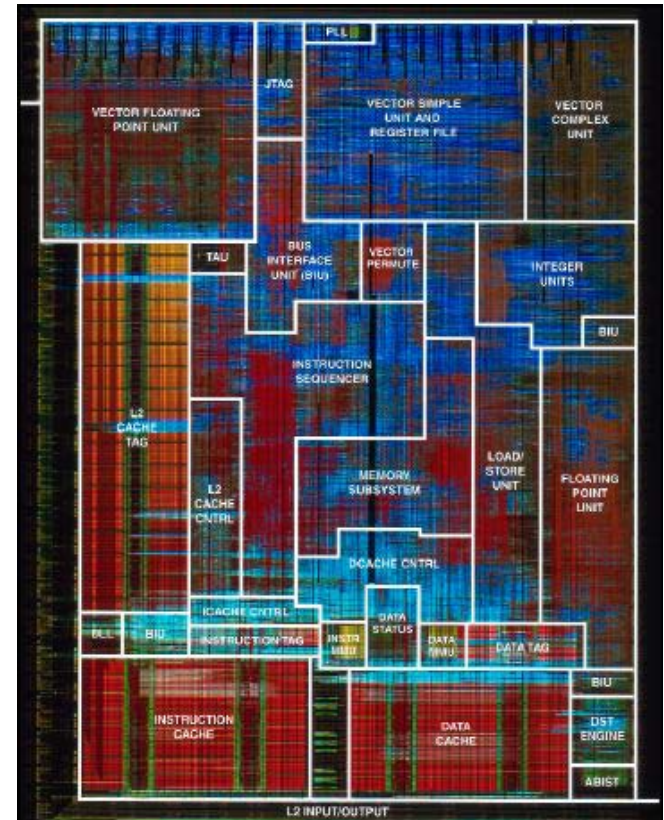 PLL
JTAG
VECTOR FLOATING
POINT UNIT
VECTOR SIMPLE
UNIT AND
REGISTER FILE
VECTOR
COMPLEX
UNIT
TAU
BUS
INTERFACE
UNIT (BIU)
VECTOR
PERMUTE
INTEGER
UNITS
BIU
INSTRUCTION
SEQUENCER
L2
CACHE
TAG
L2
CACHE
CNTRL
MEMORY
SUBSYSTEM
LOAD/
STORE
UNIT
FLOATING
POINT
UNIT
DCACHE CNTRL
ICACHE CNTRL
DATA
STATUS
DLL
BIU
INSTRUCTION TAG
INSTR
MMU
DATA
MMU
DATA TAG
BIU
INSTRUCTION
CACHE
DATA
CACHE
DST
ENGINE
ABIST
L2 INPUT/OUTPUT